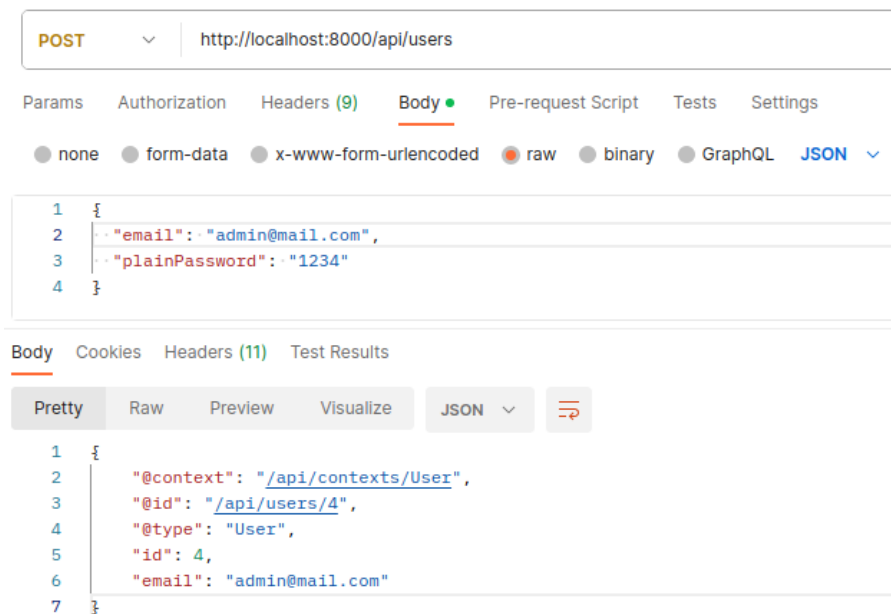 POST http://localhost:8000/api/users
Params Authorization Headers (9) Body Pre-request Script Tests Settings
none form-data x-www-form-urlencoded raw binary GraphQL JSON
1 {
2 "email": "admin@mail.com",
3 "plainPassword": "1234"
4 }
Body Cookies Headers (11) Test Results
Pretty Raw Preview Visualize JSON
1 {
2 "@context": "/api/contexts/User",
3 "@id": "/api/users/4",
4 "@type": "User",
5 "id": 4,
6 "email": "admin@mail.com"
7 }